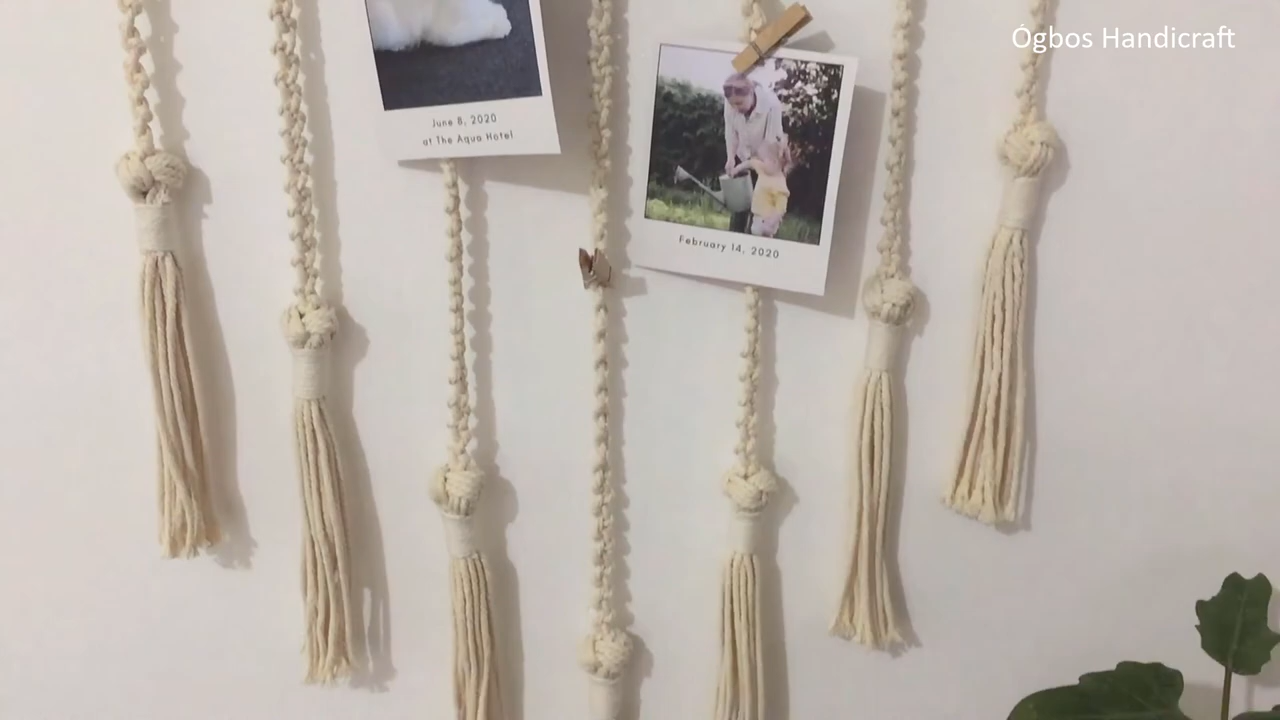 Ógbos Handicraft
June 8, 2020
at The Aqua Hotel
February 14, 2020